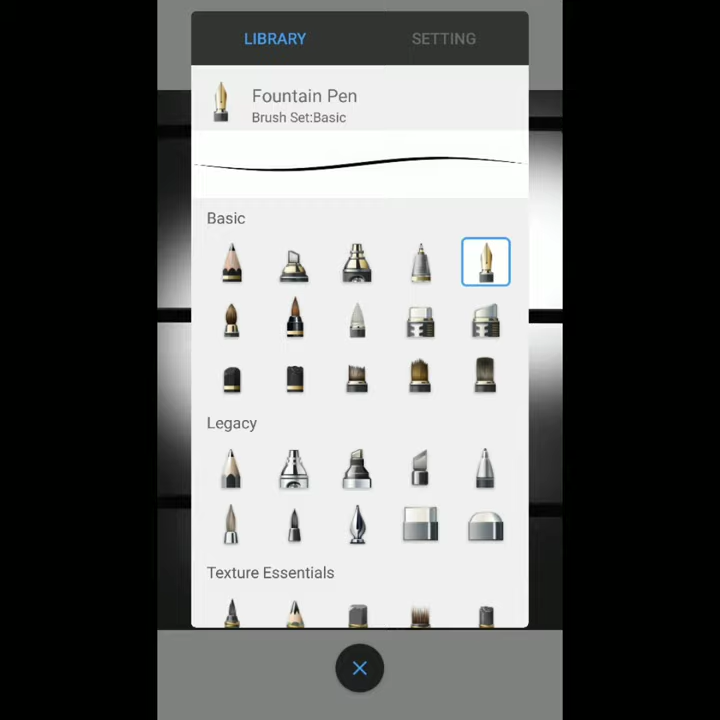 LIBRARY SETTING
Fountain Pen
Brush Set:Basic
Basic
Legacy
Texture Essentials